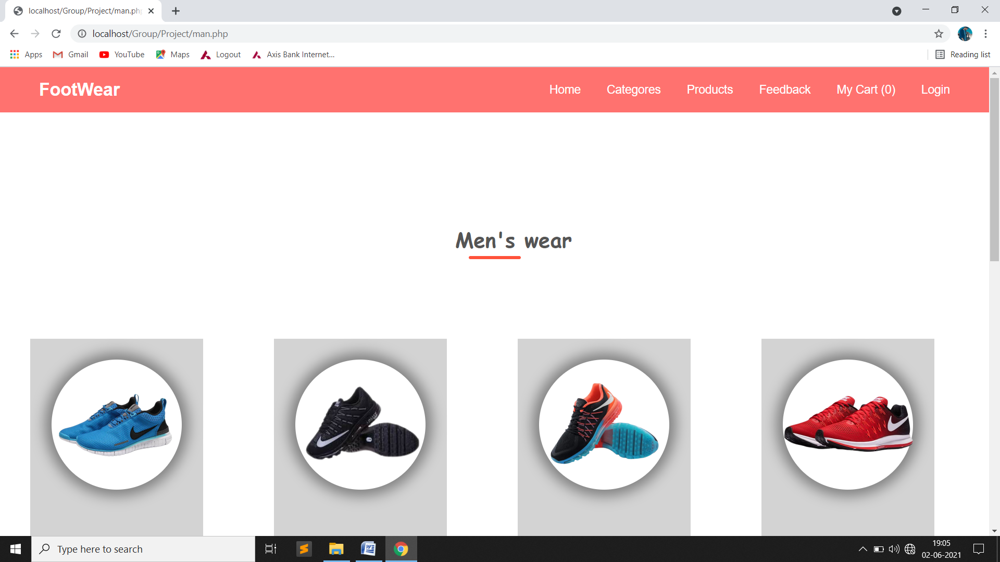 localhost/Group/Project/man.php
localhost/Group/Project/man.php
Apps Gmail YouTube Maps Logout Axis Bank Internet... Reading list
FootWear Home Categores Products Feedback My Cart (0) Login
Men's wear
Type here to search
19:05
02-06-2021